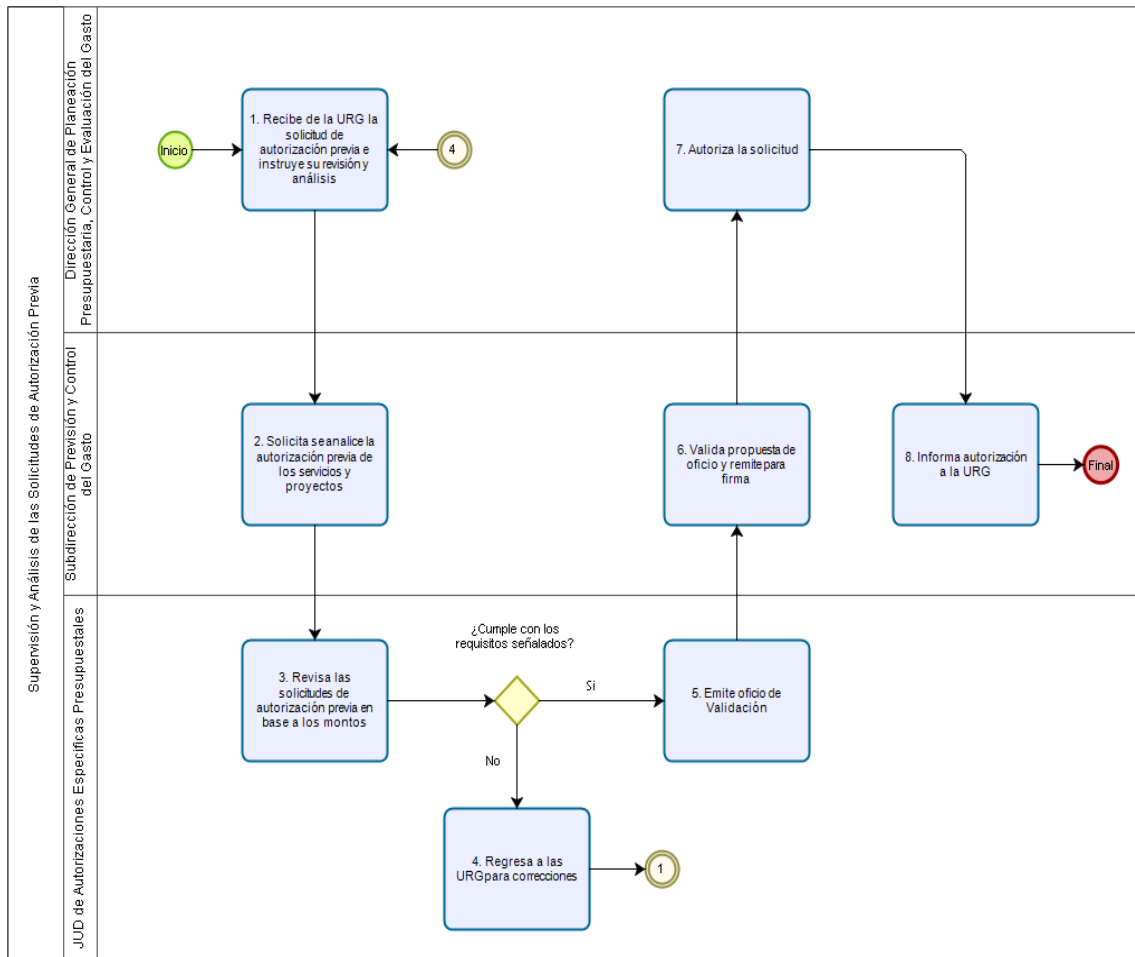 Supervisión y Análisis de las Solicitudes de Autorización Previa
Dirección General de Planeación
Presupuestaria, Control y Evaluación del Gasto
Inicio
1. Recibe de la URG la
solicitud de
autorización previa e
instruye su revisión y
análisis
4
7. Autoriza la solicitud
Subdirección de Previsión y Control
del Gasto
2. Solicita se analice la
autorización previa de
los servicios y
proyectos
6. Valida propuesta de
oficio y remite para
firma
8. Informa autorización
a la URG
Final
JUD de Autorizaciones Especificas Presupuestales
3. Revisa las
solicitudes de
autorización previa en
base a los montos
¿Cumple con los
requisitos señalados?
Si
No
5. Emite oficio de
Validación
4. Regresa a las
URG para correcciones
1